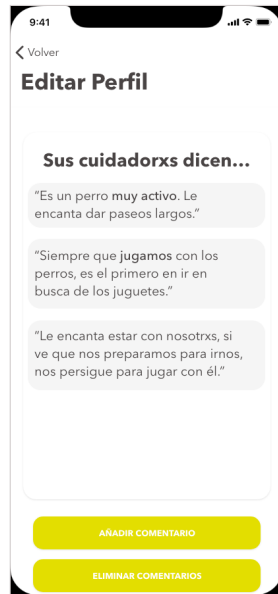 9:41
Volver
Editar Perfil
Sus cuidadorxs dicen...
“Es un perro muy activo. Le
encanta dar paseos largos.”
“Siempre que jugamos con los
perros, es el primero en ir en
busca de los juguetes.”
“Le encanta estar con nosotrxs, si
ve que nos preparamos para irnos,
nos persigue para jugar con él.”
AÑADIR COMENTARIO
ELIMINAR COMENTARIOS